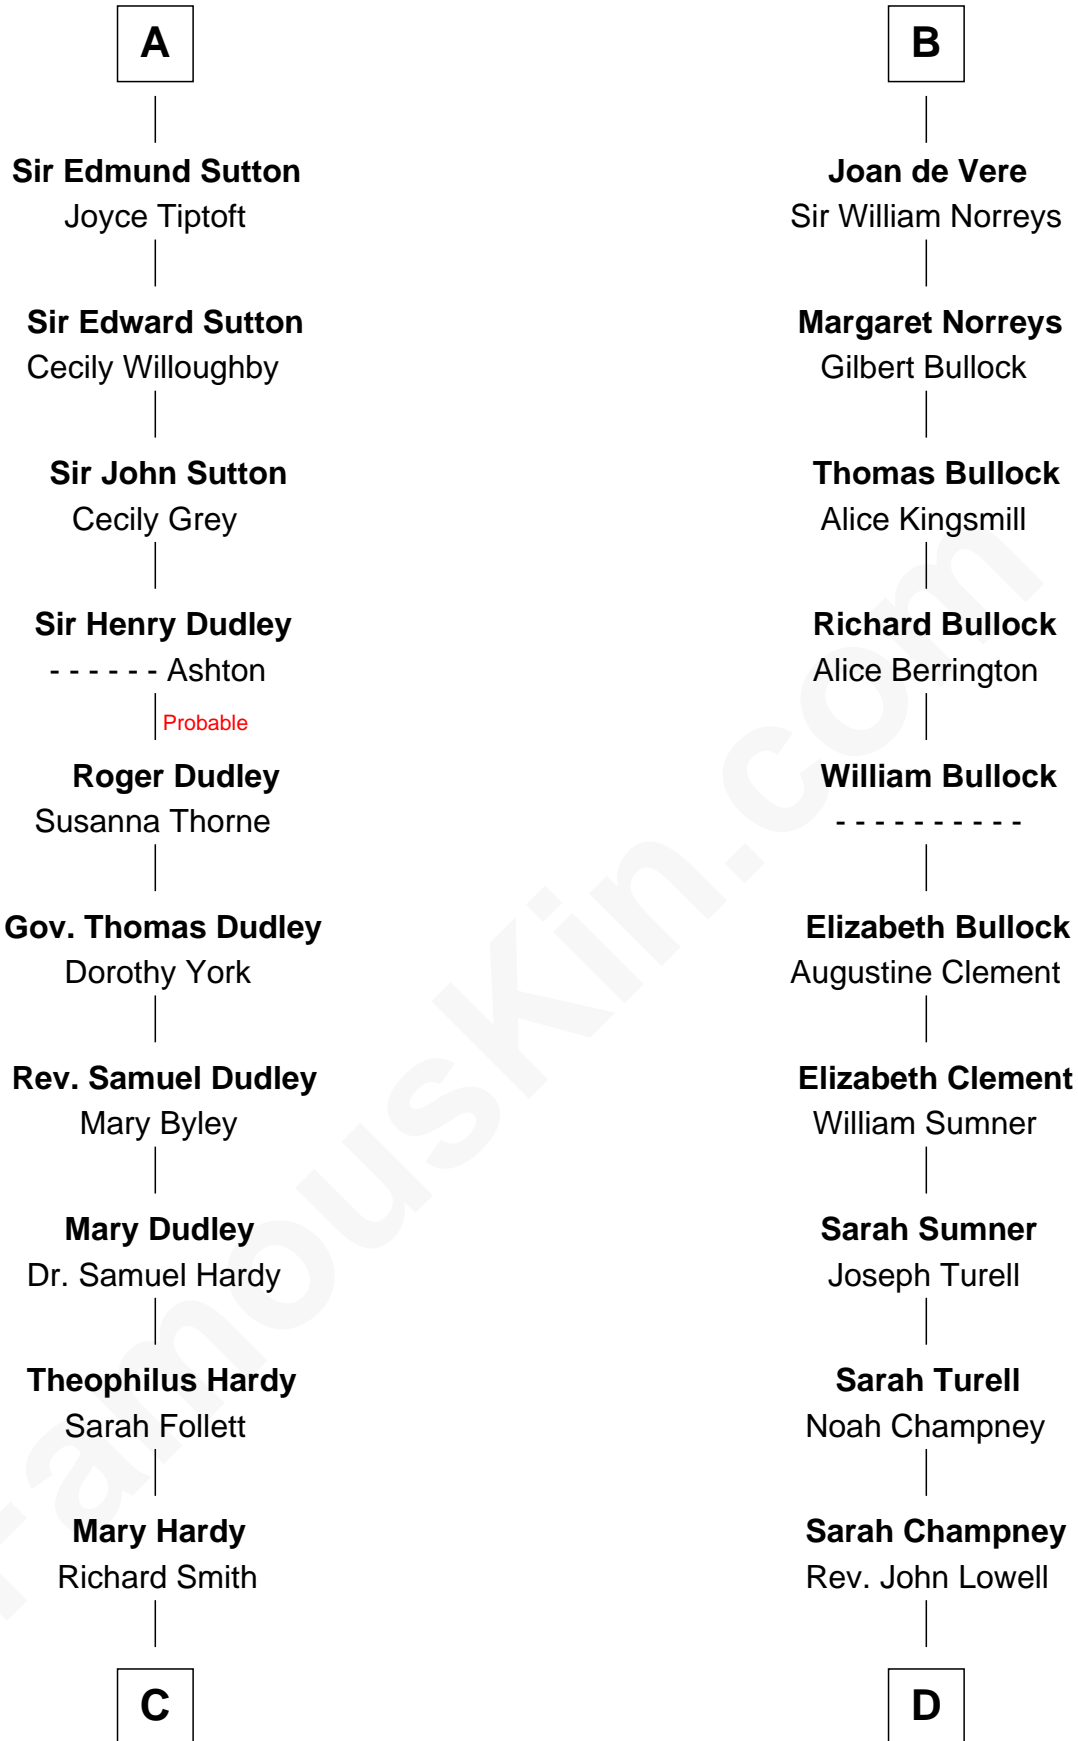 A
Sir Edmund Sutton
Joyce Tiptoft
Sir Edward Sutton
Cecily Willoughby
Sir John Sutton
Cecily Grey
Sir Henry Dudley
- - - - - - Ashton
Probable
Roger Dudley
Susanna Thorne
Gov. Thomas Dudley
Dorothy York
Rev. Samuel Dudley
Mary Byley
Mary Dudley
Dr. Samuel Hardy
Theophilus Hardy
Sarah Follett
Mary Hardy
Richard Smith
C
B
Joan de Vere
Sir William Norreys
Margaret Norreys
Gilbert Bullock
Thomas Bullock
Alice Kingsmill
Richard Bullock
Alice Berrington
William Bullock
- - - - - - - - - -
Elizabeth Bullock
Augustine Clement
Elizabeth Clement
William Sumner
Sarah Sumner
Joseph Turell
Sarah Turell
Noah Champney
Sarah Champney
Rev. John Lowell
D
FamousKin.com